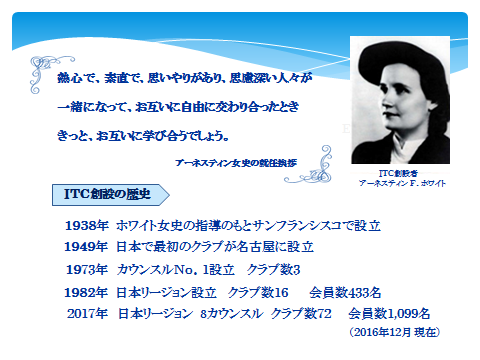 熱心で、素直で、思いやりがあり、思慮深い人々が
一緒になって、お互いに自由に交わり合ったとき
きっと、お互いに学び合うでしょう。
アーネスティン女史の就任挨拶
ITC創設者
アーネスティン F. ホワイト
ITC創設の歴史
1938年 ホワイト女史の指導のもとサンフランシスコで設立
1949年 日本で最初のクラブが名古屋に設立
1973年 カウンスルNo．1設立 クラブ数3
1982年 日本リージョン設立 クラブ数16 会員数433名
2017年 日本リージョン 8カウンスル クラブ数72 会員数1,099名
（2016年12月 現在）